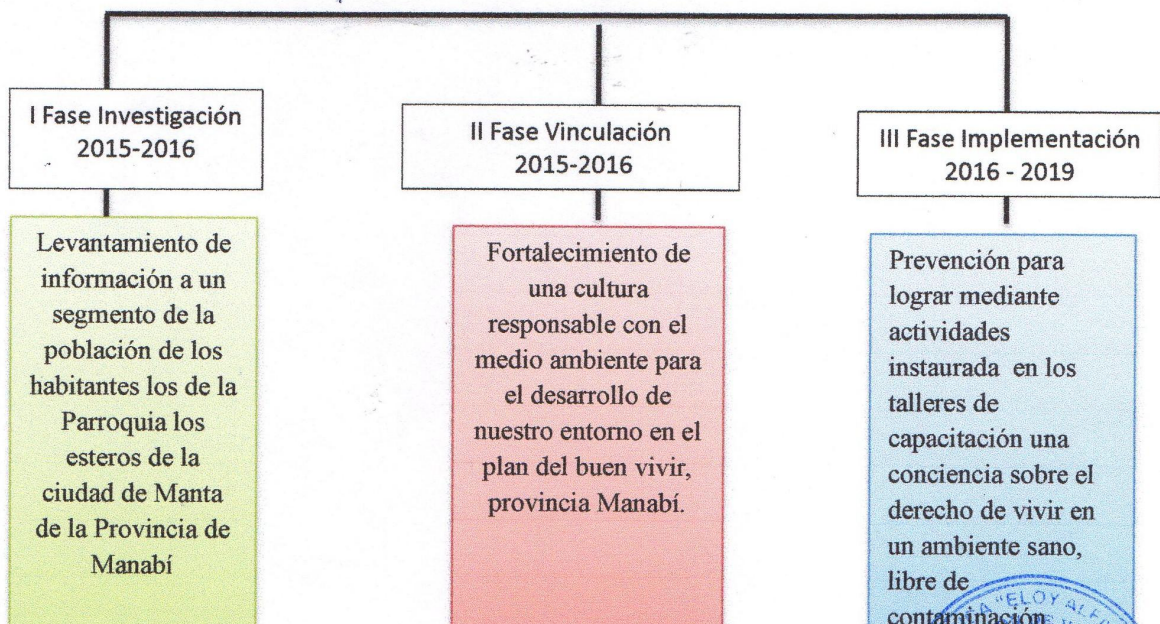 I Fase Investigación
2015-2016
Levantamiento de
información a un
segmento de la
población de los
habitantes los de la
Parroquia los
esteros de la
ciudad de Manta
de la Provincia de
Manabí
II Fase Vinculación
2015-2016
Fortalecimiento de
una cultura
responsable con el
medio ambiente para
el desarrollo de
nuestro entorno en el
plan del buen vivir,
provincia Manabí.
III Fase Implementación
2016 - 2019
Prevención para
lograr mediante
actividades
instaurada en los
talleres de
capacitación una
conciencia sobre el
derecho de vivir en
un ambiente sano,
libre de
contaminación
"ELOY